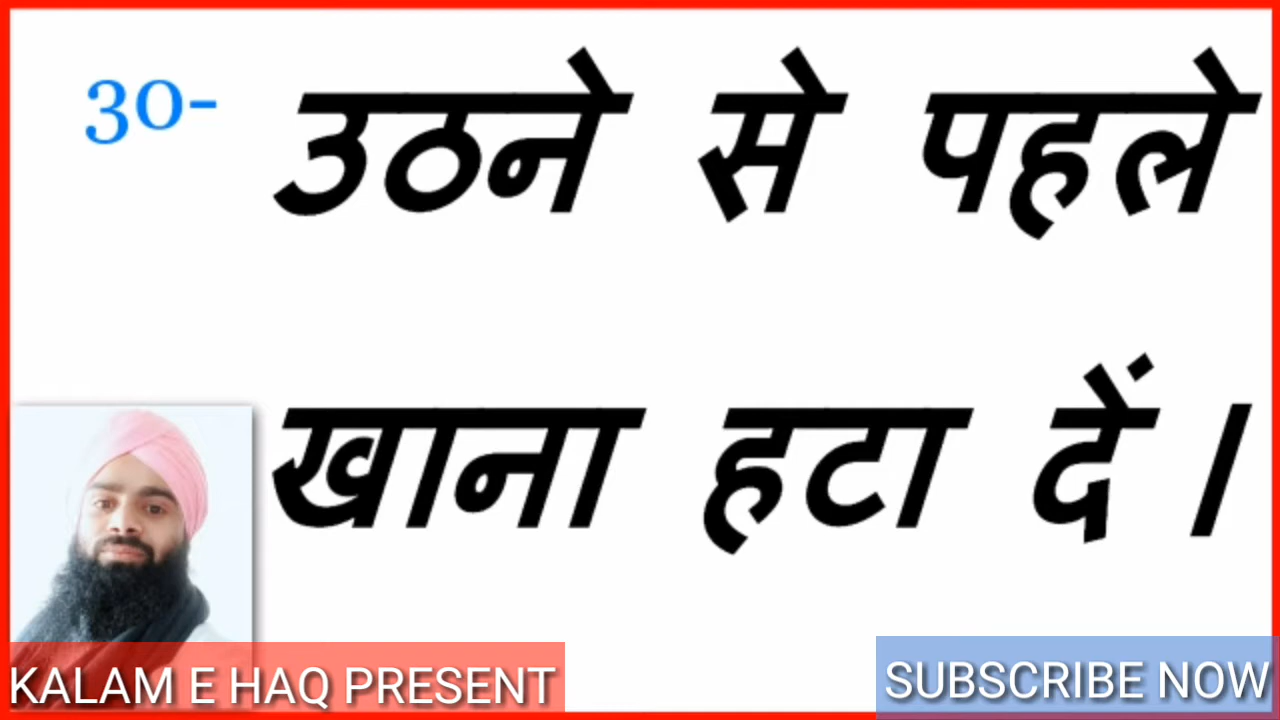 30- उठने से पहले
खाना हटा दें ।
KALAM E HAQ PRESENT
SUBSCRIBE NOW